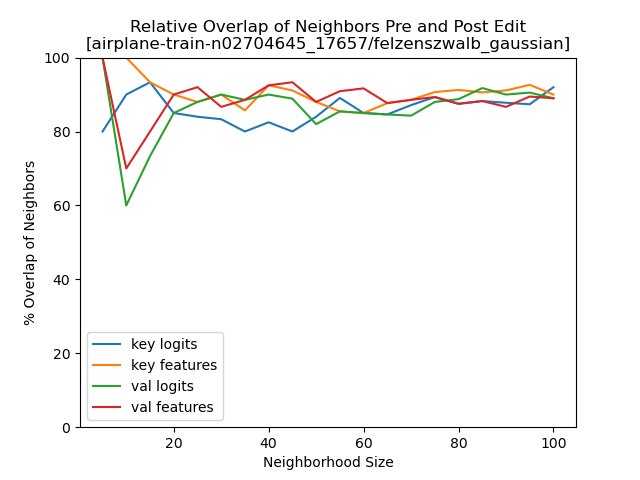 Relative Overlap of Neighbors Pre and Post Edit
[airplane-train-n02704645_17657/felzenszwalb_gaussian]
100
80
60
40
20
0
% Overlap of Neighbors
key logits
key features
val logits
val features
20
40
60
80
100
Neighborhood Size